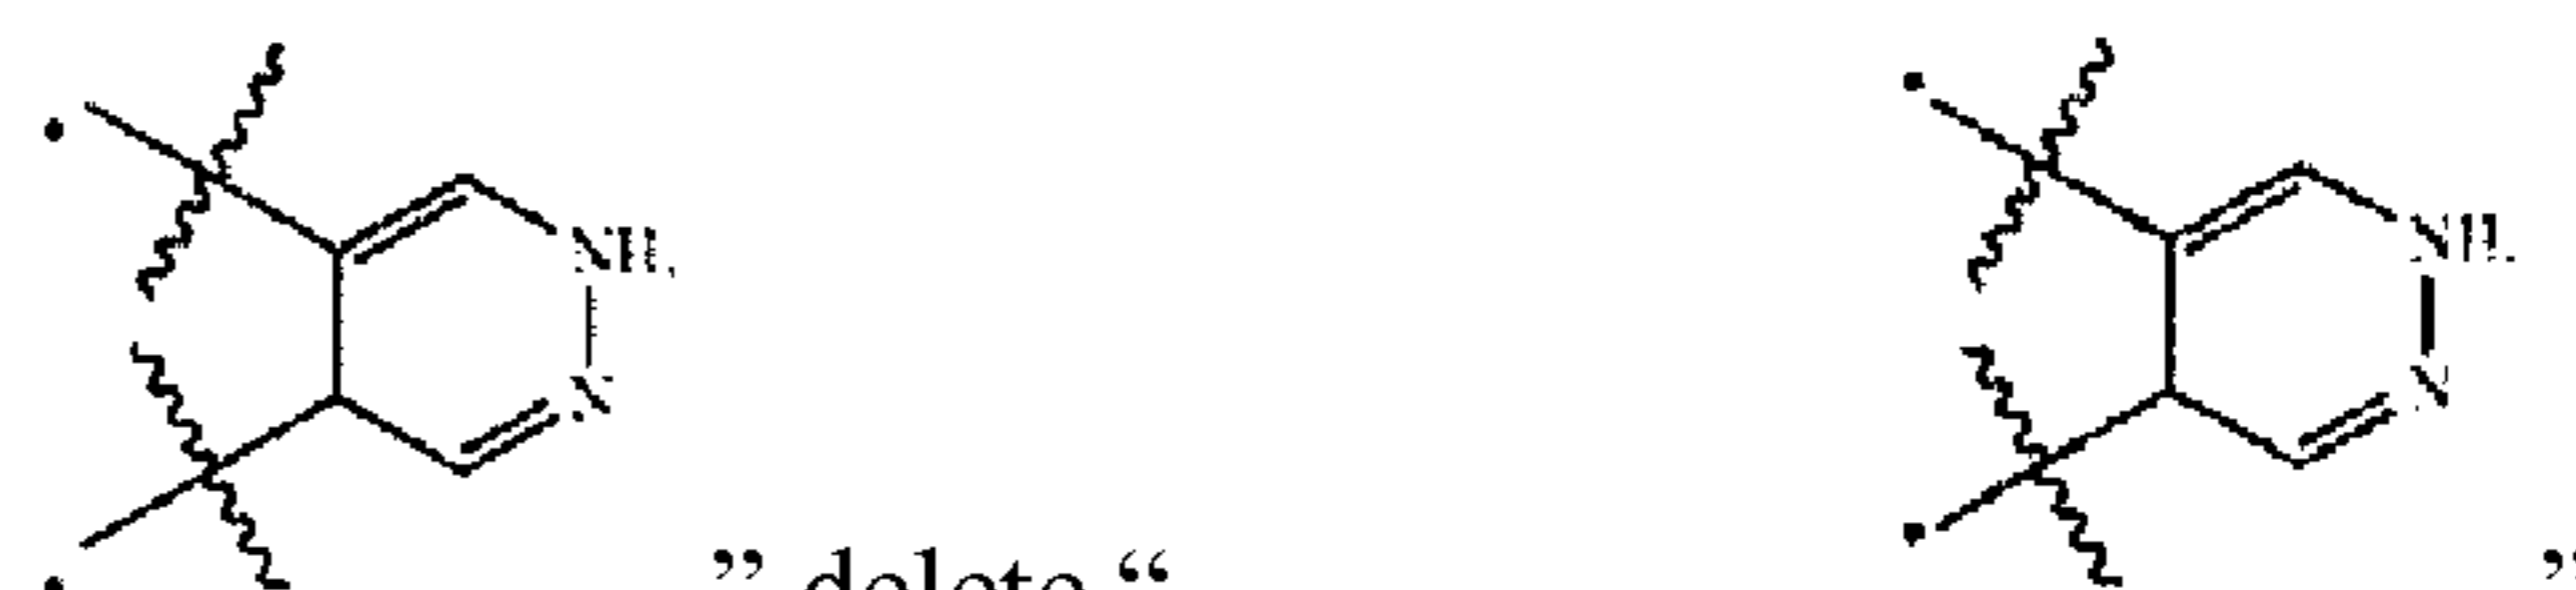 NH,
N
” delete “
NH,
N
”